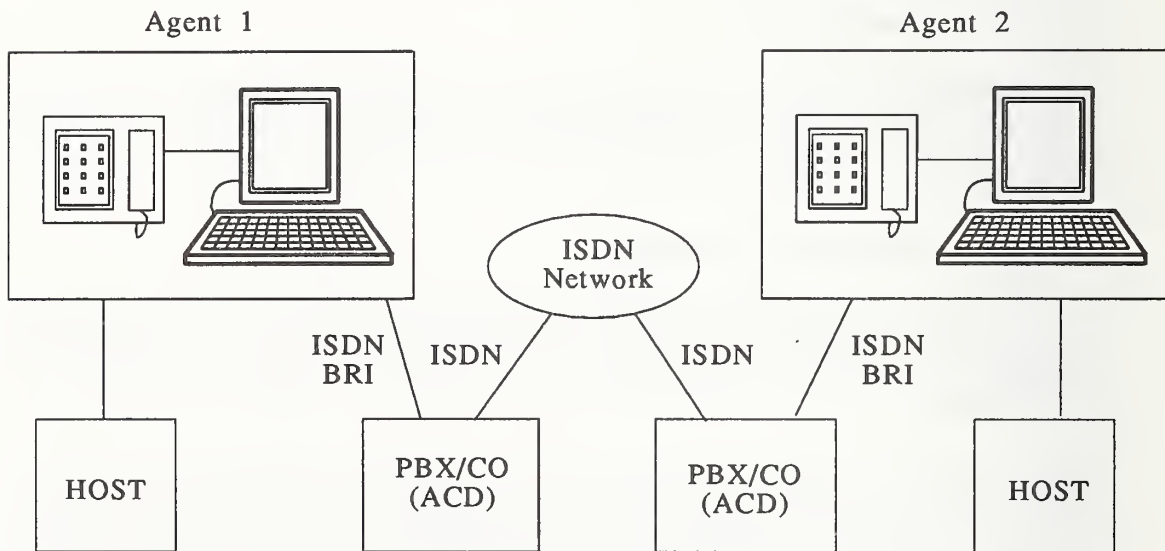 Agent 1
Agent 2
ISDN
Network
ISDN
BRI
ISDN
ISDN
ISDN
BRI
HOST
PBX/CO
(ACD)
PBX/CO
(ACD)
HOST